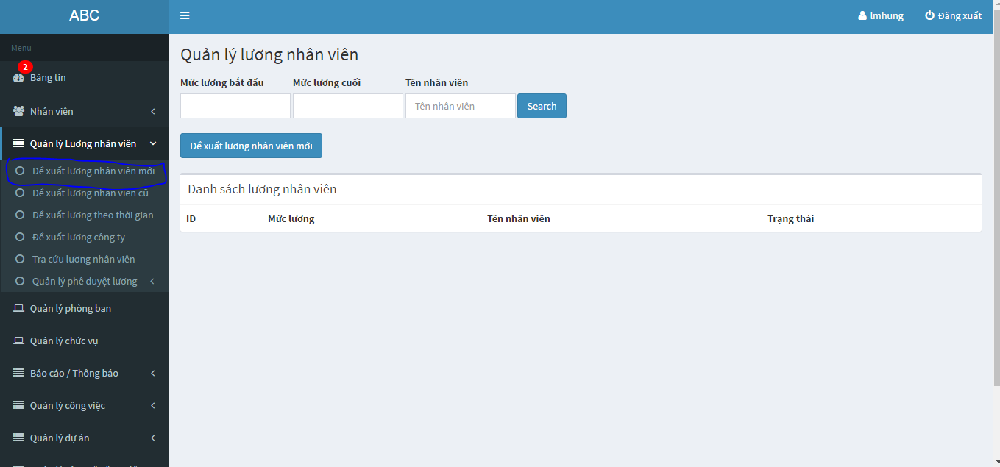 ABC
lmhung Đăng xuất
Menu
2
Bảng tin
Nhân viên
Quản lý Lương nhân viên
Đề xuất lương nhân viên mới
Đề xuất lương nhân viên cũ
Đề xuất lương theo thời gian
Đề xuất lương công ty
Tra cứu lương nhân viên
Quản lý phê duyệt lương
Quản lý phòng ban
Quản lý chức vụ
Báo cáo / Thông báo
Quản lý công việc
Quản lý dự án
Quản lý lương nhân viên
Mức lương bắt đầu Mức lương cuối Tên nhân viên
Tên nhân viên Search
Đề xuất lương nhân viên mới
Danh sách lương nhân viên
ID Mức lương Tên nhân viên Trạng thái